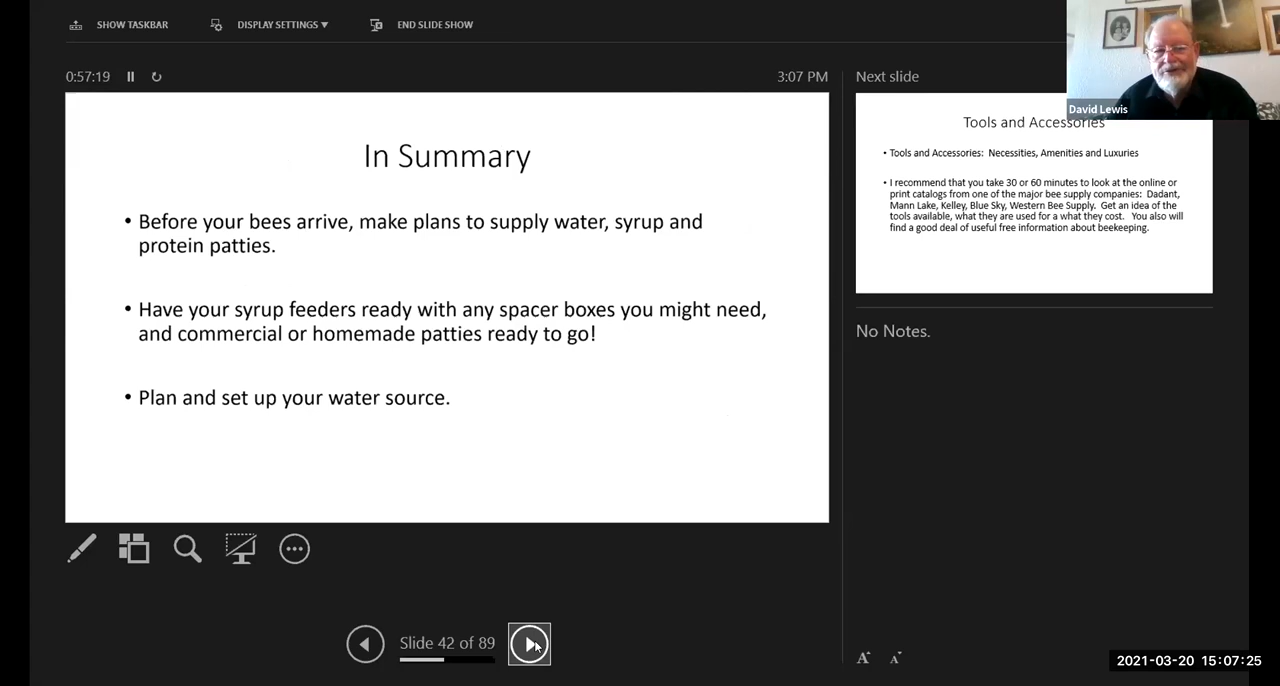 SHOW TASKBAR
DISPLAY SETTINGS ▼
END SLIDE SHOW
0:57:19
3:07 PM
In Summary
• Before your bees arrive, make plans to supply water, syrup and
protein patties.
• Have your syrup feeders ready with any spacer boxes you might need,
and commercial or homemade patties ready to go!
• Plan and set up your water source.
Slide 42 of 89
Next slide
Tools and Accessories
• Tools and Accessories: Necessities, Amenities and Luxuries
• I recommend that you take 30 or 60 minutes to look at the online or
print catalogs from one of the major bee supply companies: Dadant,
Mann Lake, Kelley, Blue Sky, Western Bee Supply. Get an idea of the
tools available, what they are used for a what they cost. You also will
find a good deal of useful free information about beekeeping.
No Notes.
A A
David Lewis
2021-03-20 15:07:25